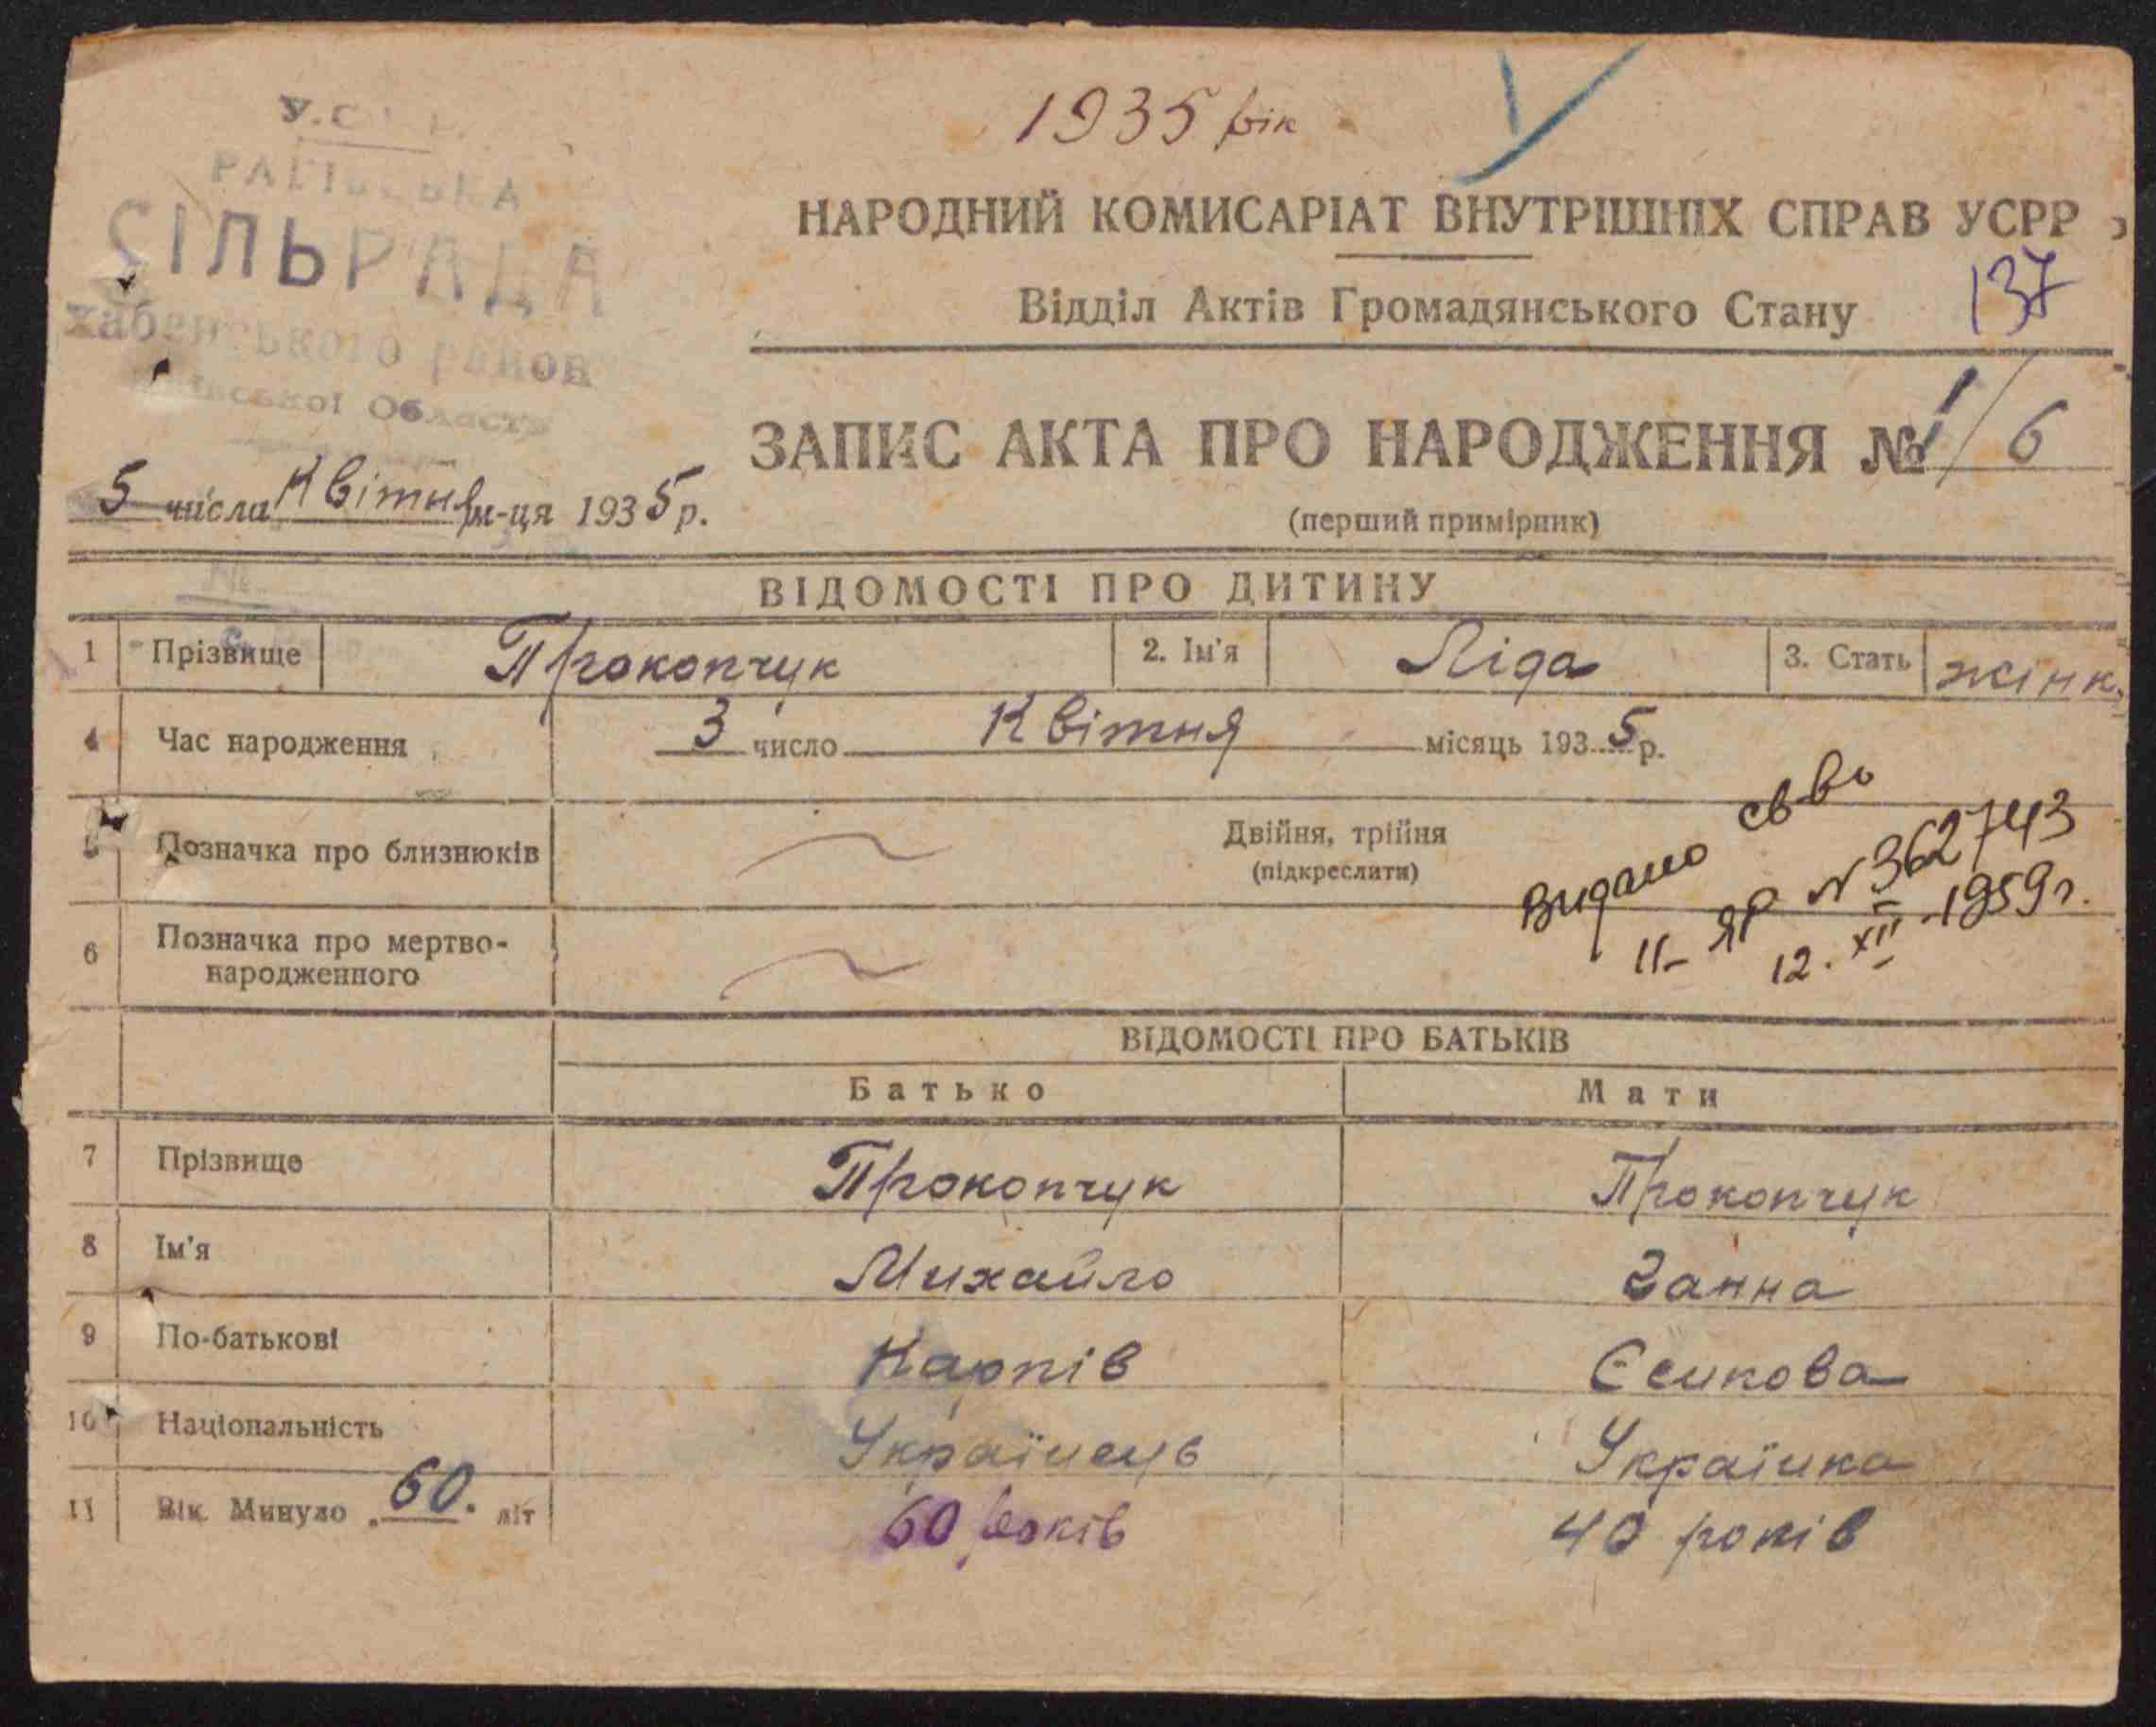 1935 рік
СІЛЬРАДА
Хабенського району
Области
НАРОДНИЙ КОМИСАРІАТ ВНУТРІШНІХ СПРАВ УСРР
Відділ Актів Громадянського Стану
137
ЗАПИС АКТА ПРО НАРОДЖЕННЯ № 1/6
(перший примірник)
5 числа Квітня м-ця 1935 р.
ВІДОМОСТІ ПРО ДИТИНУ
1 Прізвище Прокопчук 2. Ім'я Ліда 3. Стать жінк.
4 Час народження 3 число Квітня місяць 1935 р.
5 Позначка про близнюків Двійня, трійня
(підкреслити)
Видано св-во
II-ЯР N 362743
12. XII-1959 г.
6 Позначка про мертво-
народженного
ВІДОМОСТІ ПРО БАТЬКІВ
Батько Мати
7 Прізвище Прокопчук Прокопчук
8 Ім'я Михайло Ганна
9 По-батькові Карпів Єсипова
10 Національність Українець Українка
11 Вік. Минуло 60. літ 60 років 40 років